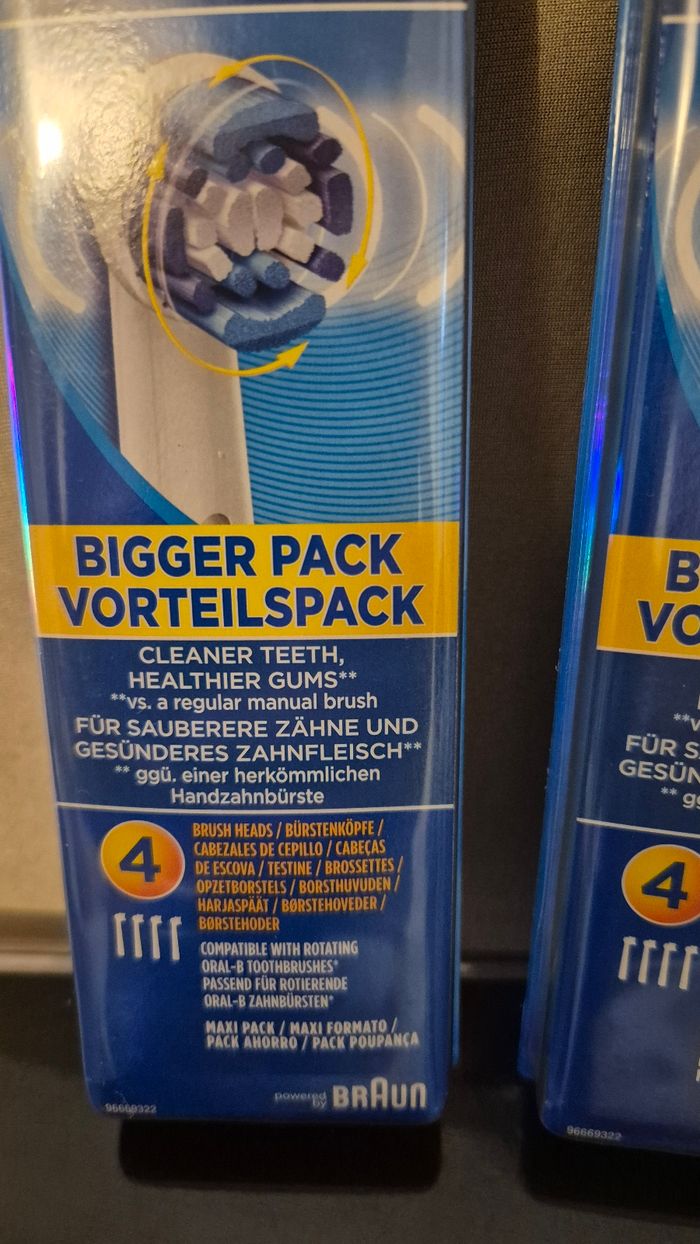 BIGGER PACK
VORTEILSPACK
CLEANER TEETH,
HEALTHIER GUMS**
**vs. a regular manual brush
FÜR SAUBERERE ZÄHNE UND
GESÜNDERES ZAHNFLEISCH**
** ggü. einer herkömmlichen
Handzahnbürste
4
BRUSH HEADS / BÜRSTENKÖPFE /
CABEZALES DE CEPILLO / CABEÇAS
DE ESCOVA / TESTINE / BROSSETTES /
OPZETBORSTELS / BORSTHUVUDEN /
HARJASPÄÄT / BØRSTEHOVEDER /
BØRSTEHODER
COMPATIBLE WITH ROTATING
ORAL-B TOOTHBRUSHES*
PASSEND FÜR ROTIERENDE
ORAL-B ZAHNBÜRSTEN*
MAXI PACK / MAXI FORMATO /
PACK AHORRO / PACK POUPANÇA
powered by BRAUN
96669322
B
VO
**v
FÜR S
GESÜN
** g
4
96669322